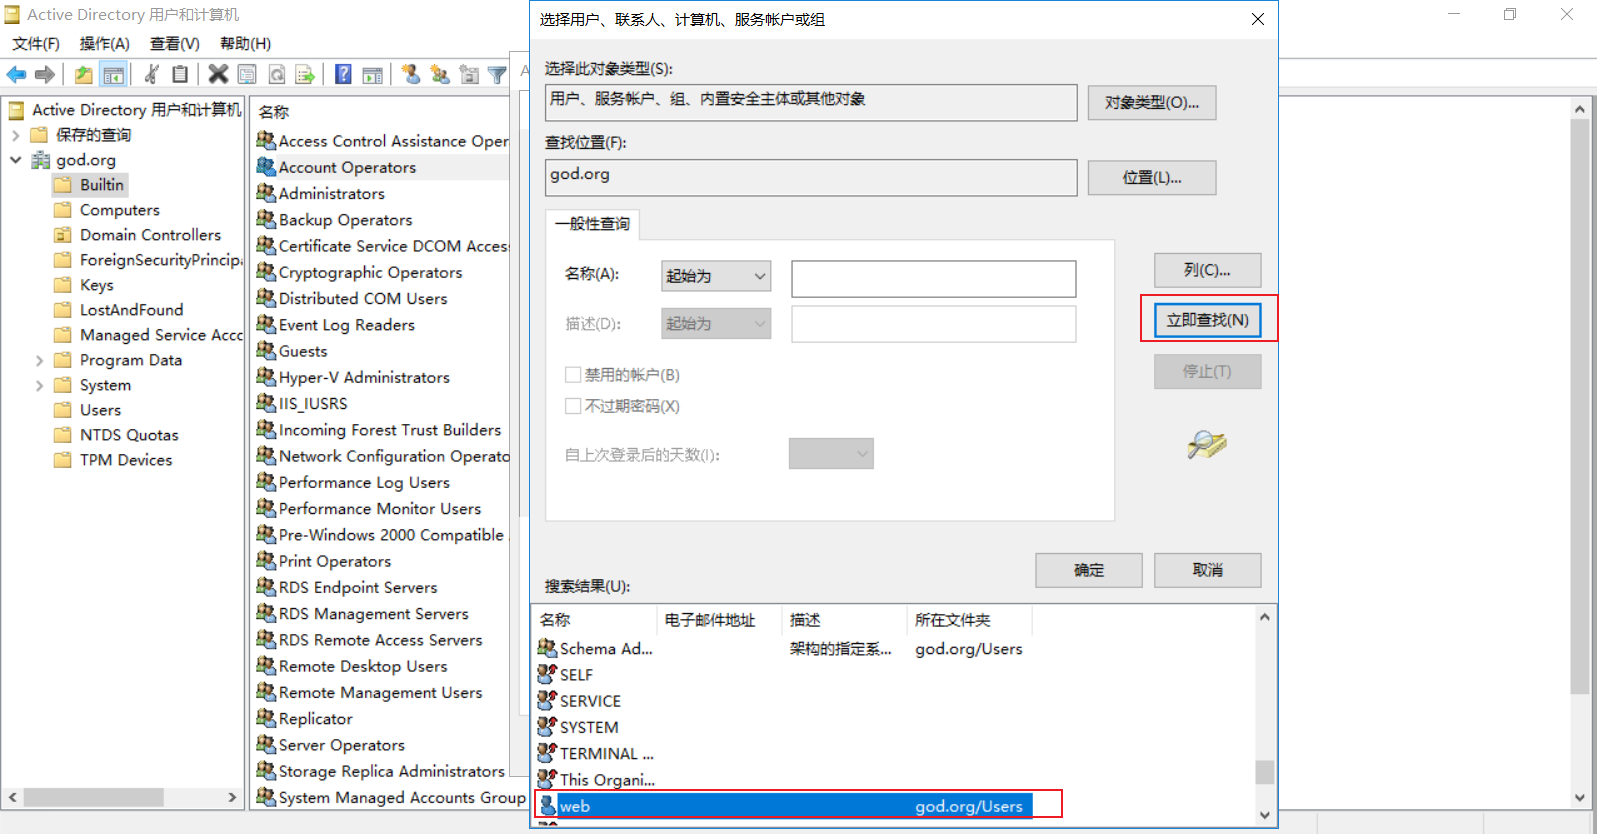 Active Directory 用户和计算机
文件(F) 操作(A) 查看(V) 帮助(H)
Active Directory 用户和计算机
保存的查询
god.org
Builtin
Computers
Domain Controllers
ForeignSecurityPrincipa
Keys
LostAndFound
Managed Service Acc
Program Data
System
Users
NTDS Quotas
TPM Devices
名称
Access Control Assistance Oper
Account Operators
Administrators
Backup Operators
Certificate Service DCOM Acces
Cryptographic Operators
Distributed COM Users
Event Log Readers
Guests
Hyper-V Administrators
IIS_IUSRS
Incoming Forest Trust Builders
Network Configuration Operato
Performance Log Users
Performance Monitor Users
Pre-Windows 2000 Compatible
Print Operators
RDS Endpoint Servers
RDS Management Servers
RDS Remote Access Servers
Remote Desktop Users
Remote Management Users
Replicator
Server Operators
Storage Replica Administrators
System Managed Accounts Group
A
选择用户、联系人、计算机、服务帐户或组
选择此对象类型(S):
用户、服务帐户、组、内置安全主体或其他对象
对象类型(O)...
查找位置(F):
god.org
位置(L)...
一般性查询
名称(A): 起始为
描述(D): 起始为
禁用的帐户(B)
不过期密码(X)
自上次登录后的天数(I):
列(C)...
立即查找(N)
停止(T)
确定 取消
搜索结果(U):
名称 电子邮件地址 描述 所在文件夹
Schema Ad... 架构的指定系... god.org/Users
SELF
SERVICE
SYSTEM
TERMINAL ...
This Organi...
web god.org/Users